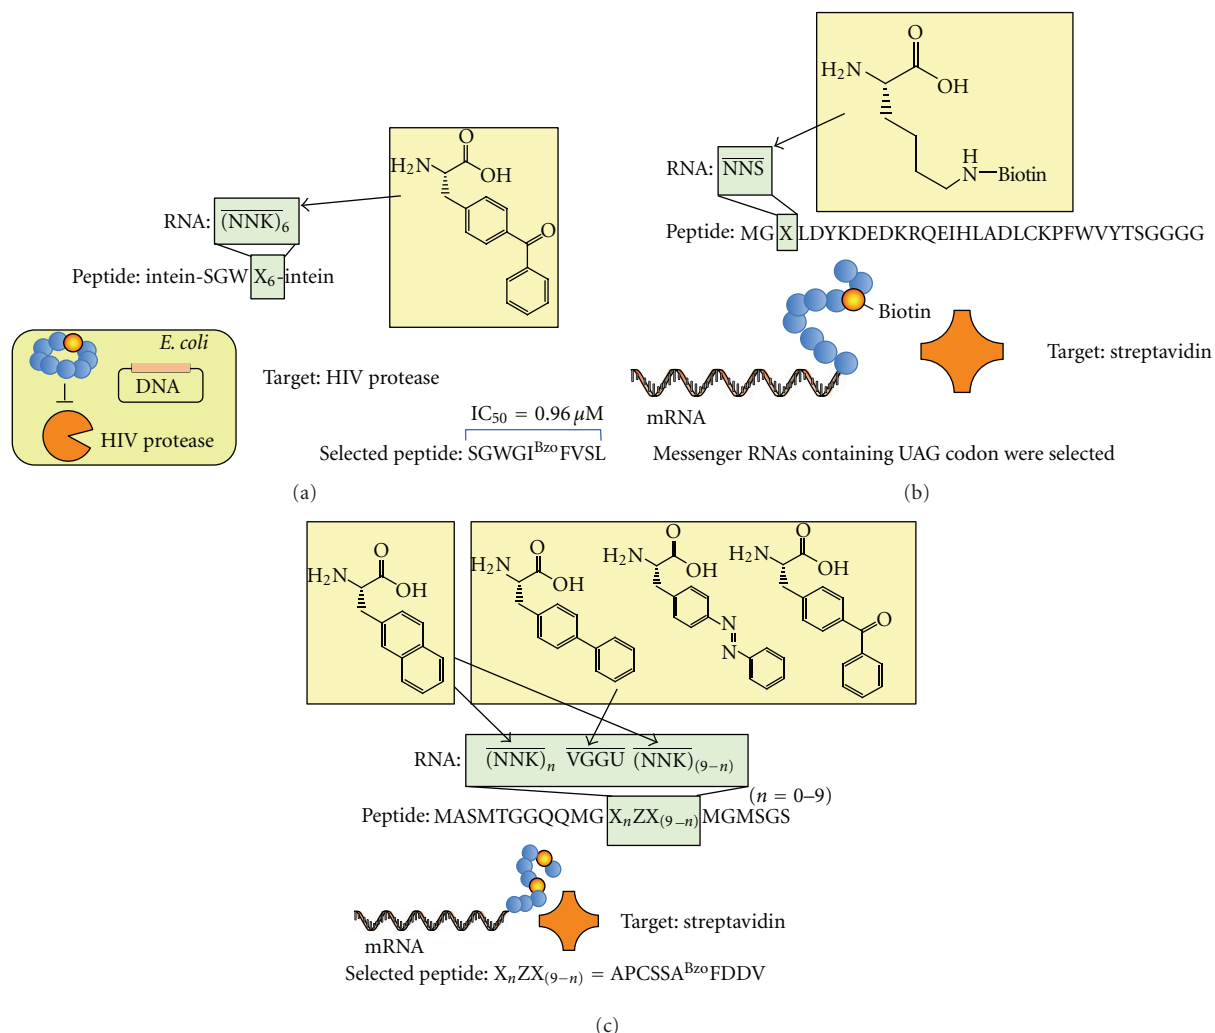 H₂N
O
OH
O
RNA: (NNK)₆
Peptide: intein-SGW X₆-intein
E. coli
DNA
HIV protease
Target: HIV protease
IC₅₀ = 0.96 µM
Selected peptide: SGWGIᴮᶻᵒFVSL
(a)
H₂N
O
OH
H
N
Biotin
RNA: NNS
Peptide: MG X LDYKDEDKRQEIHLADLCKPFWVYTSGGGG
Biotin
Target: streptavidin
mRNA
Messenger RNAs containing UAG codon were selected
(b)
H₂N
O
OH
H₂N
O
OH
H₂N
O
OH
N
N
H₂N
O
OH
O
RNA: (NNK)ₙ VGGU (NNK)₍₉₋ₙ₎
(n = 0–9)
Peptide: MASMTGGQQMG XₙZX₍₉₋ₙ₎ MGMSGS
Target: streptavidin
mRNA
Selected peptide: XₙZX₍₉₋ₙ₎ = APCSSAᴮᶻᵒFDDV
(c)